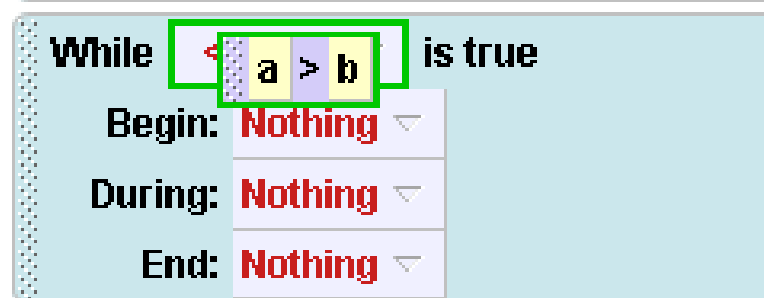 While a > b is true
Begin: Nothing
During: Nothing
End: Nothing